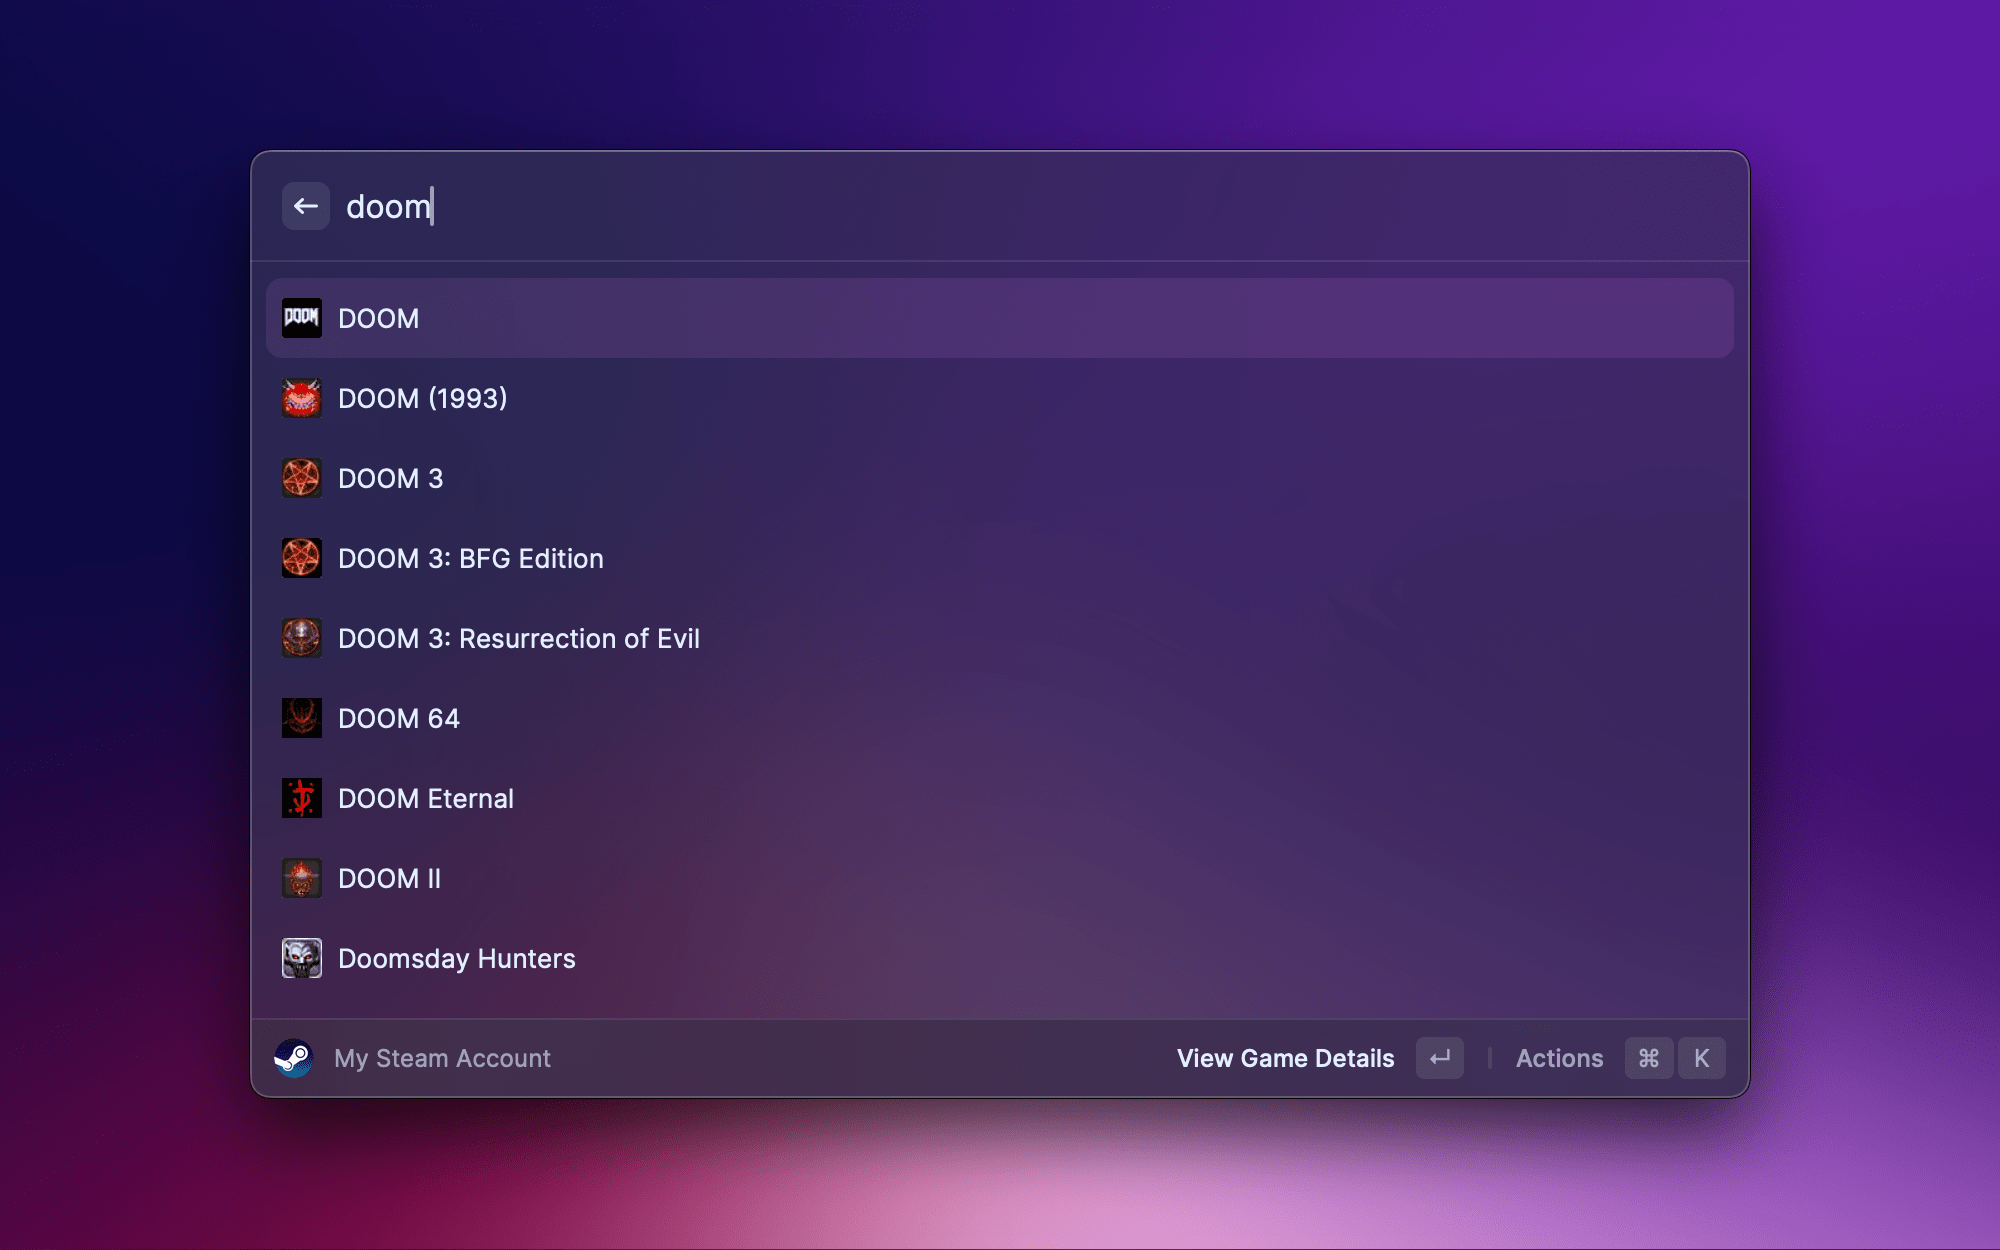 doom
DOOM DOOM
DOOM (1993)
DOOM 3
DOOM 3: BFG Edition
DOOM 3: Resurrection of Evil
DOOM 64
DOOM Eternal
DOOM II
Doomsday Hunters
My Steam Account View Game Details ↵ | Actions ⌘ K